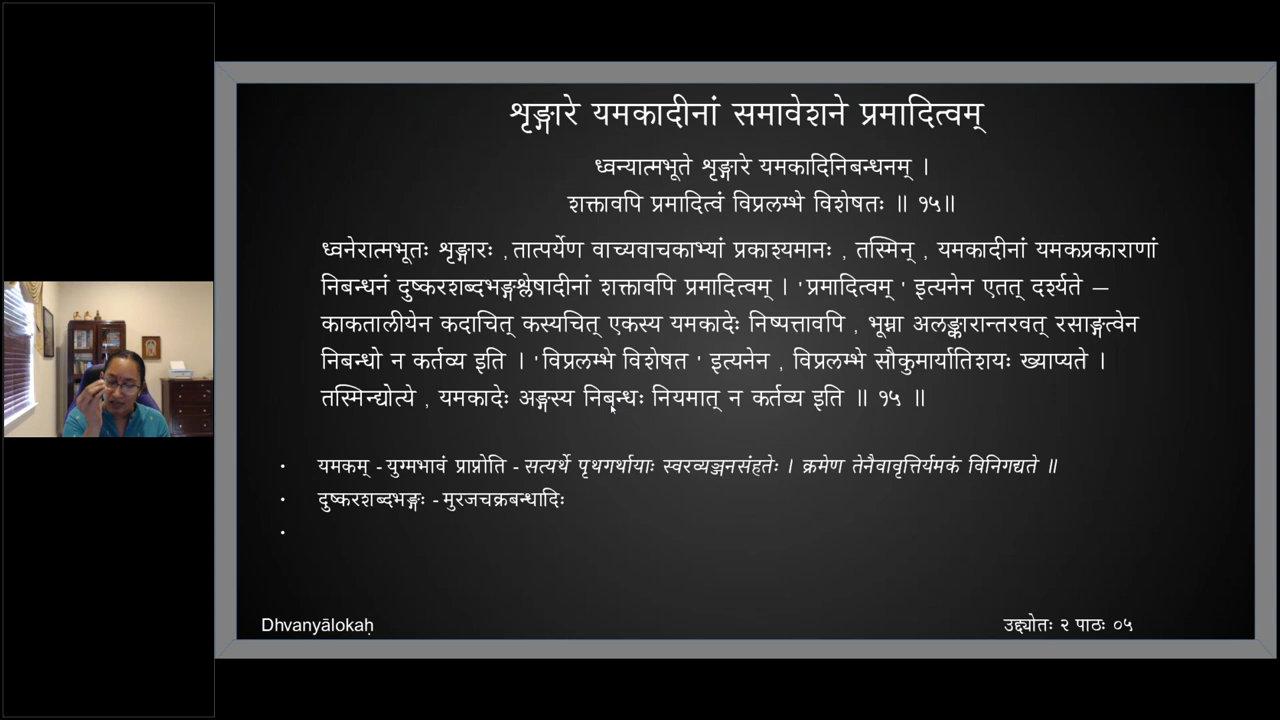 शृङ्गारे यमकादीनां समावेशने प्रमादित्वम्
ध्वन्यात्मभूते शृङ्गारे यमकादिनिबन्धनम् ।
शक्तावपि प्रमादित्वं विप्रलम्भे विशेषतः ॥ १५॥
ध्वनेरात्मभूतः शृङ्गारः , तात्पर्येण वाच्यवाचकाभ्यां प्रकाश्यमानः , तस्मिन् , यमकादीनां यमकप्रकाराणां
निबन्धनं दुष्करशब्दभङ्गश्लेषादीनां शक्तावपि प्रमादित्वम् । ' प्रमादित्वम् ' इत्यनेन एतत् दर्श्यते —
काकतालीयेन कदाचित् कस्यचित् एकस्य यमकादेः निष्पत्तावपि , भूम्ना अलङ्कारान्तरवत् रसाङ्गत्वेन
निबन्धो न कर्तव्य इति । ' विप्रलम्भे विशेषत ' इत्यनेन , विप्रलम्भे सौकुमार्यातिशयः ख्याप्यते ।
तस्मिन्द्योत्ये , यमकादेः अङ्गस्य निबन्धः नियमात् न कर्तव्य इति ॥ १५ ॥
• यमकम् - युग्मभावं प्राप्नोति - सत्यर्थे पृथगर्थायाः स्वरव्यञ्जनसंहतेः । क्रमेण तेनैवावृत्तिर्यमकं विनिगद्यते ॥
• दुष्करशब्दभङ्गः - मुरजचक्रबन्धादिः
•
Dhvanyālokaḥ
उद्द्योतः २ पाठः ०५